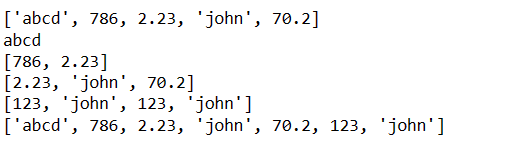 ['abcd', 786, 2.23, 'john', 70.2]
abcd
[786, 2.23]
[2.23, 'john', 70.2]
[123, 'john', 123, 'john']
['abcd', 786, 2.23, 'john', 70.2, 123, 'john']